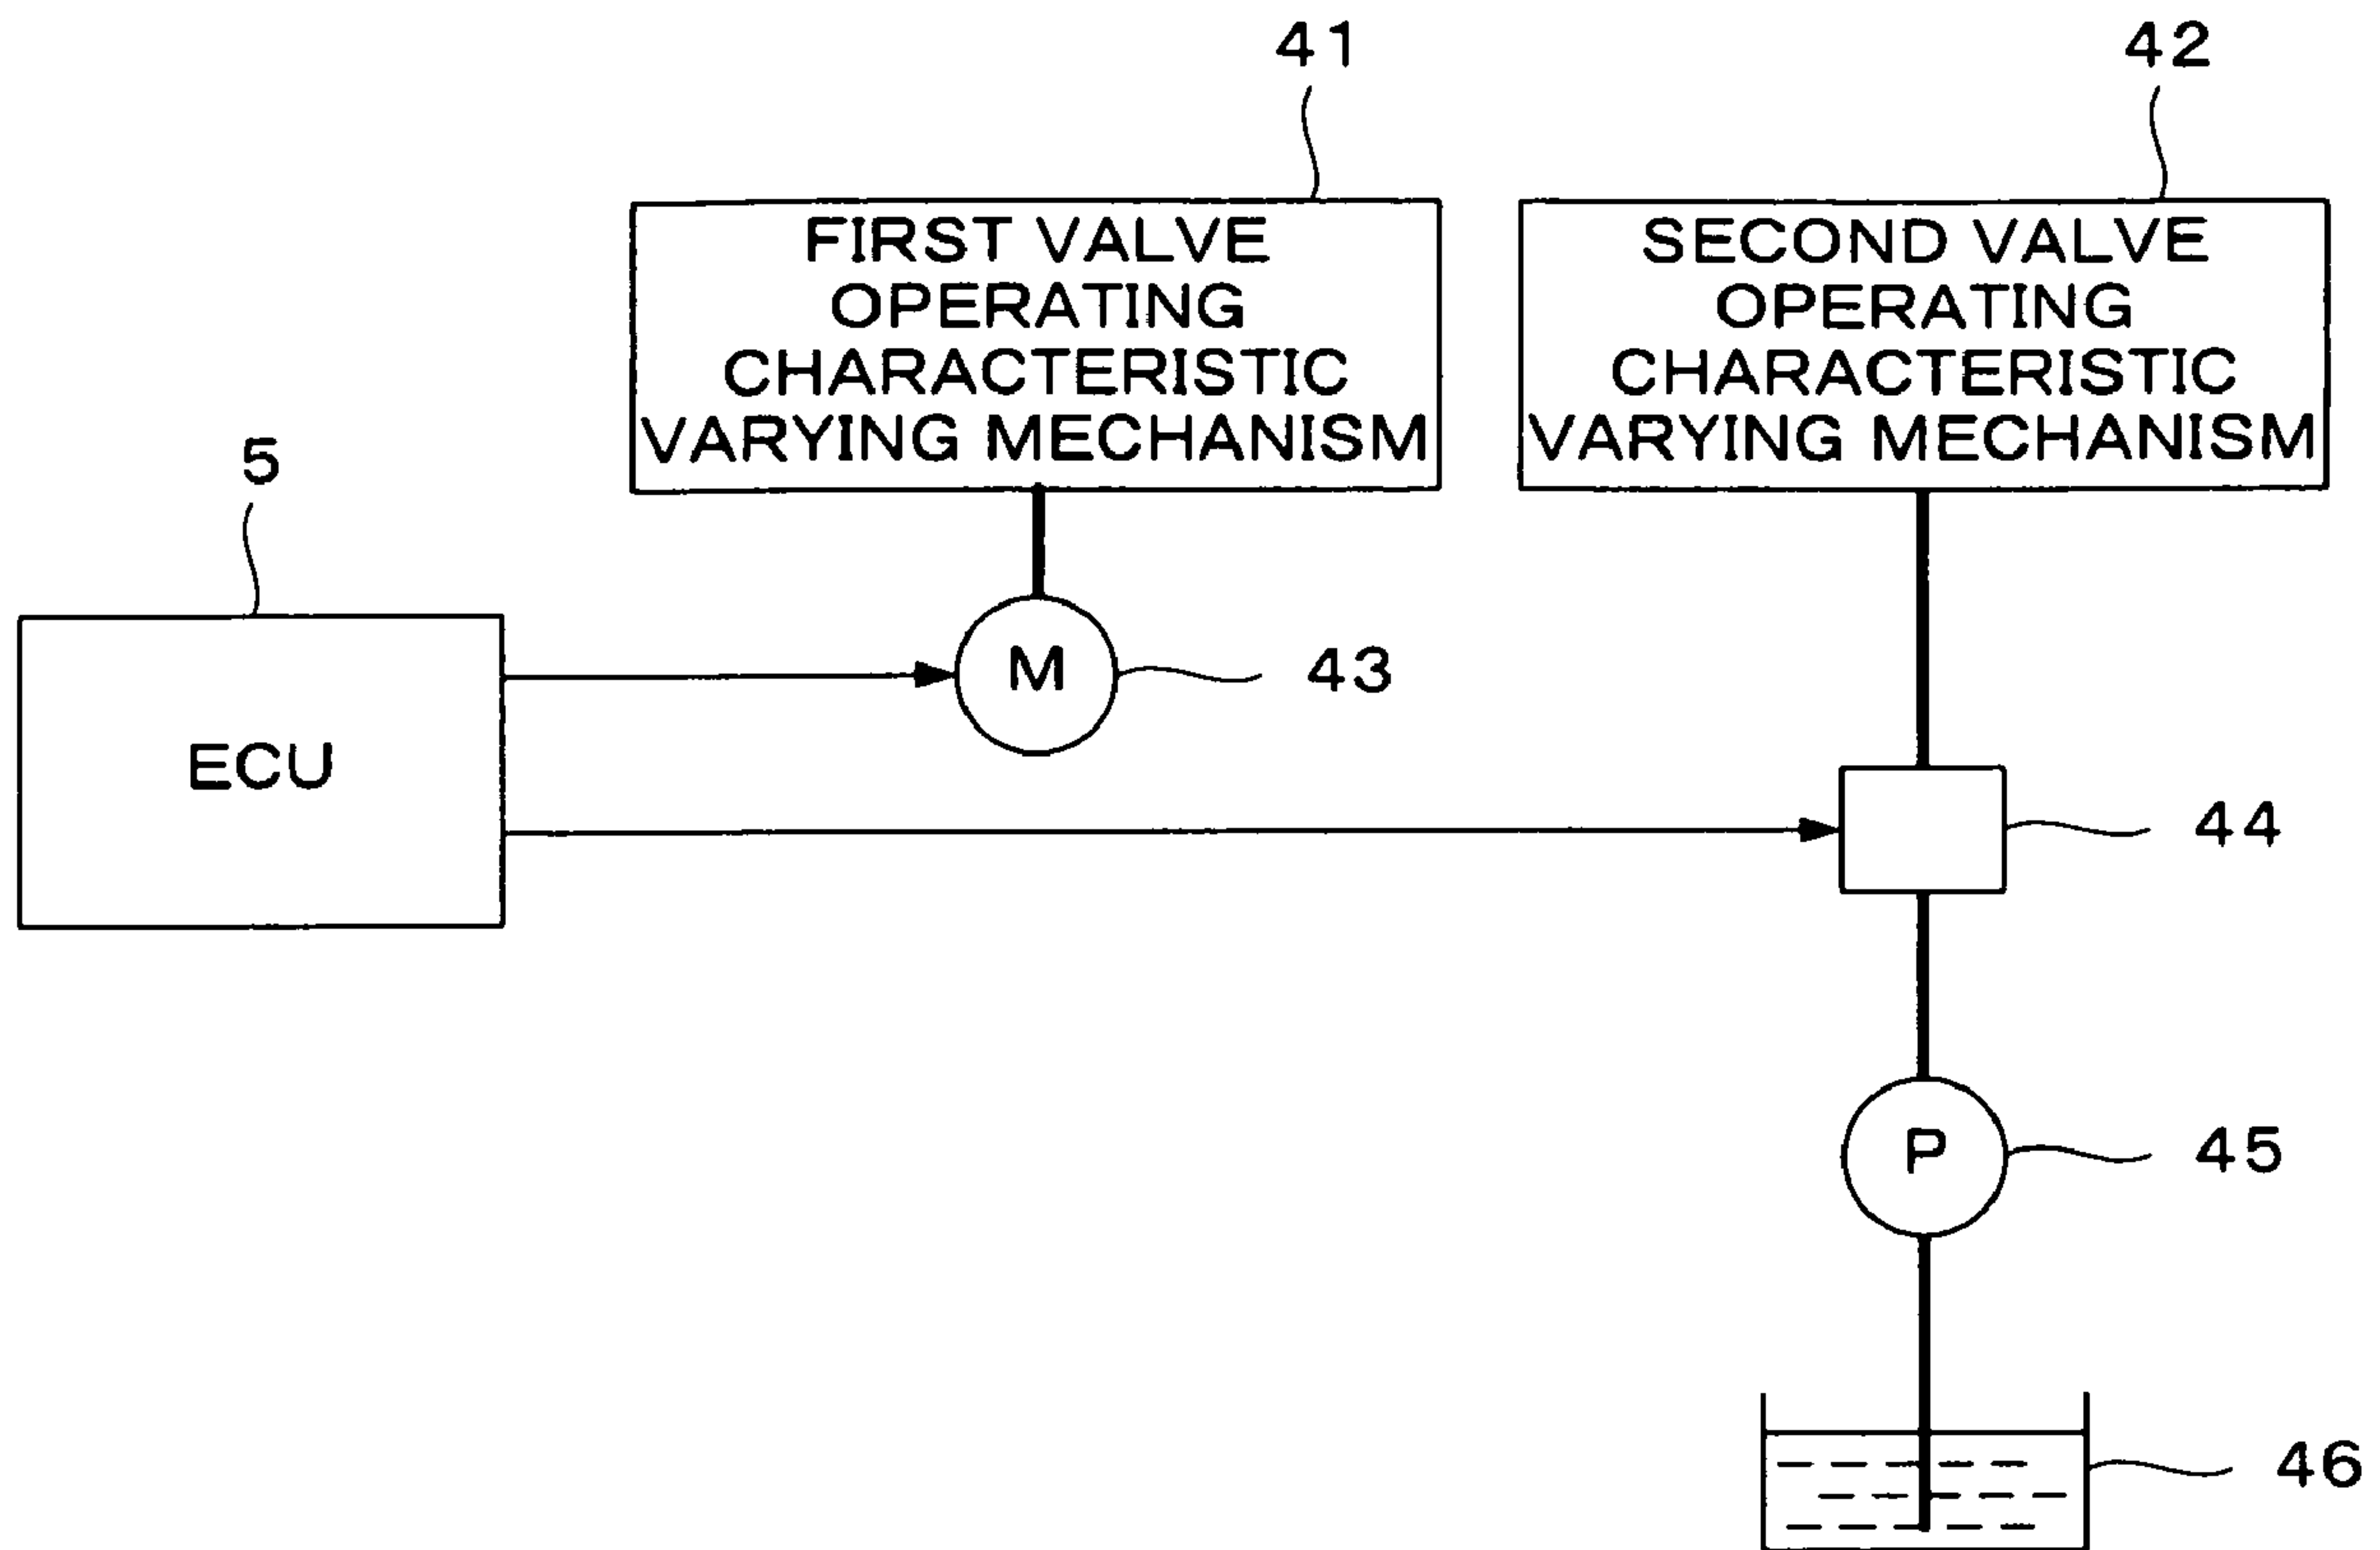 41
42
FIRST VALVE
OPERATING
CHARACTERISTIC
VARYING MECHANISM
SECOND VALVE
OPERATING
CHARACTERISTIC
VARYING MECHANISM
5
ECU
M
43
44
P
45
46